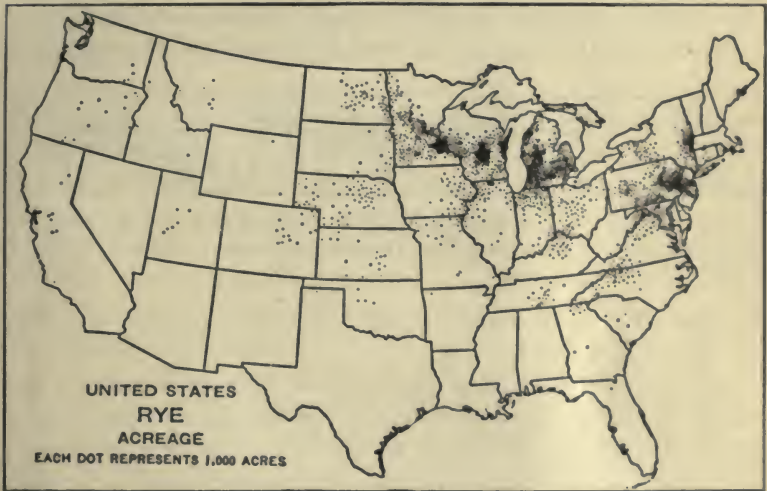 UNITED STATES
RYE
ACREAGE
EACH DOT REPRESENTS 1,000 ACRES